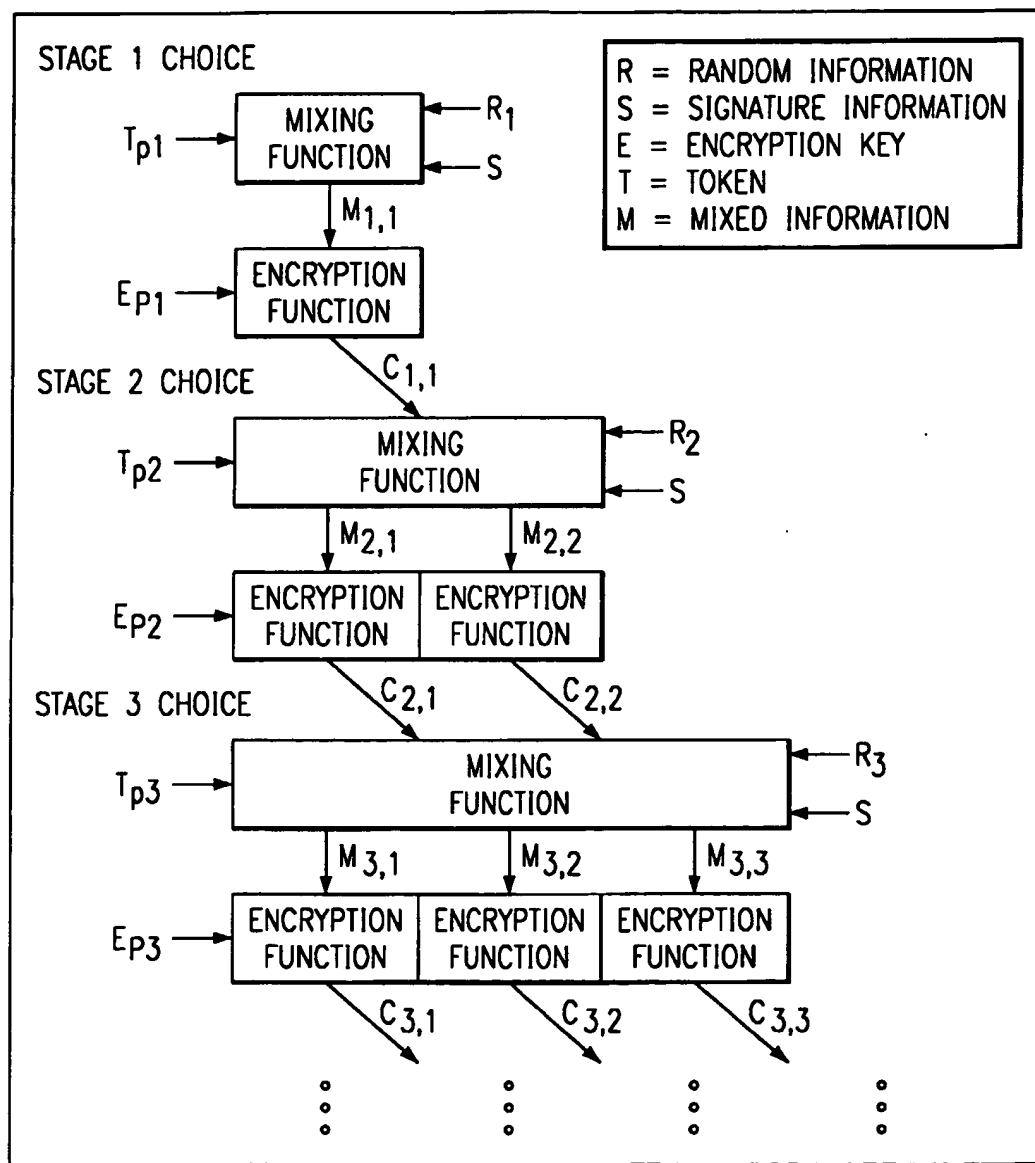 STAGE 1 CHOICE
R = RANDOM INFORMATION
S = SIGNATURE INFORMATION
E = ENCRYPTION KEY
T = TOKEN
M = MIXED INFORMATION
Tp1
MIXING
FUNCTION
R1
S
M1,1
EP1
ENCRYPTION
FUNCTION
C1,1
STAGE 2 CHOICE
Tp2
MIXING
FUNCTION
R2
S
M2,1
M2,2
EP2
ENCRYPTION
FUNCTION
ENCRYPTION
FUNCTION
C2,1
C2,2
STAGE 3 CHOICE
Tp3
MIXING
FUNCTION
R3
S
M3,1
M3,2
M3,3
EP3
ENCRYPTION
FUNCTION
ENCRYPTION
FUNCTION
ENCRYPTION
FUNCTION
C3,1
C3,2
C3,3